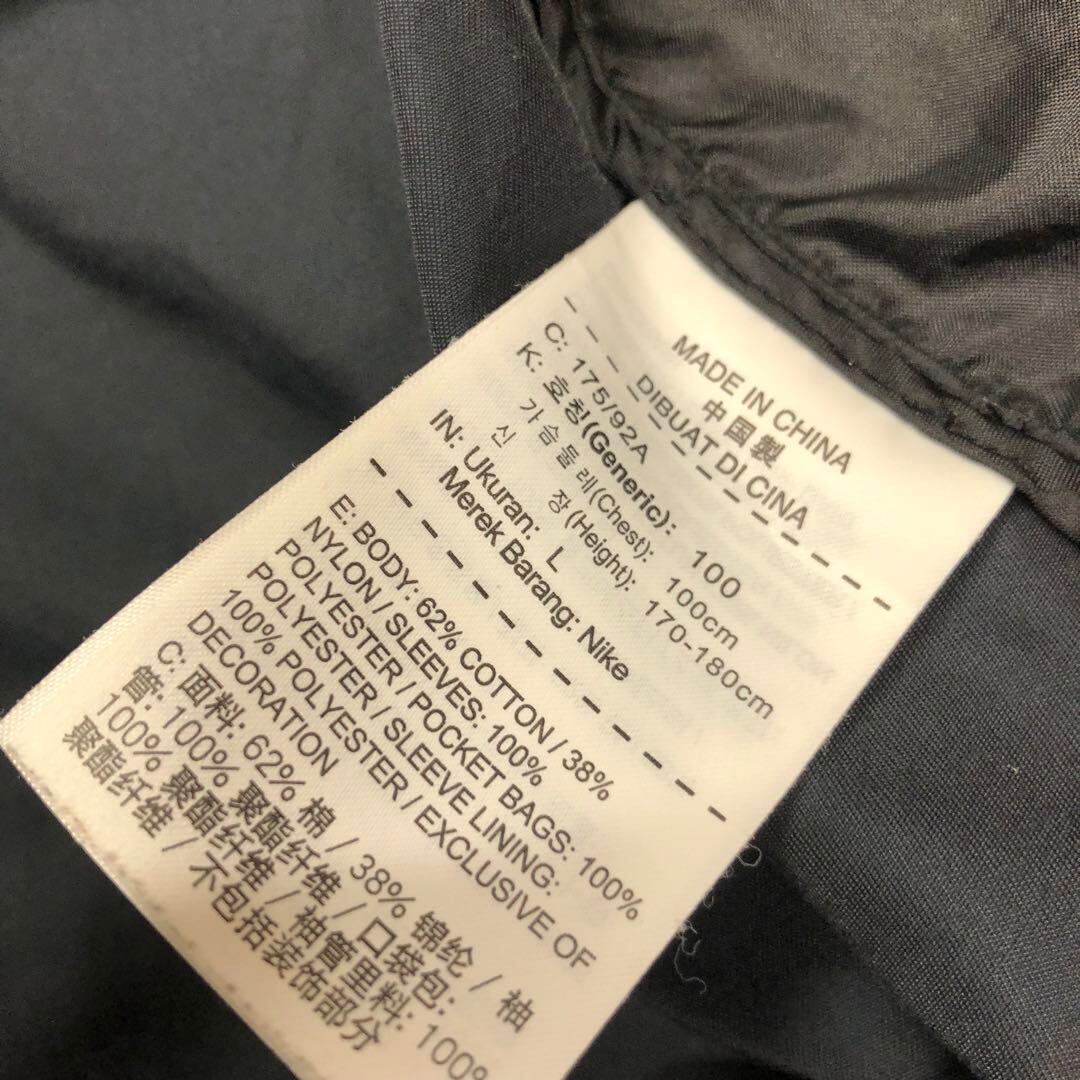 MADE IN CHINA
中国製
DIBUAT DI CINA
C: 175/92A
K: 호칭(Generic): 100
가슴둘레(Chest): 100cm
신 장(Height): 170-180cm
IN: Ukuran: L
Merek Barang: Nike
E: BODY: 62% COTTON / 38%
NYLON / SLEEVES: 100%
POLYESTER / POCKET BAGS: 100%
POLYESTER / SLEEVE LINING:
100% POLYESTER / EXCLUSIVE OF
DECORATION
C: 面料: 62% 棉 / 38% 锦纶 / 袖
管: 100% 聚酯纤维 / 口袋包:
100% 聚酯纤维 / 袖管里料: 100%
聚酯纤维 / 不包括装饰部分